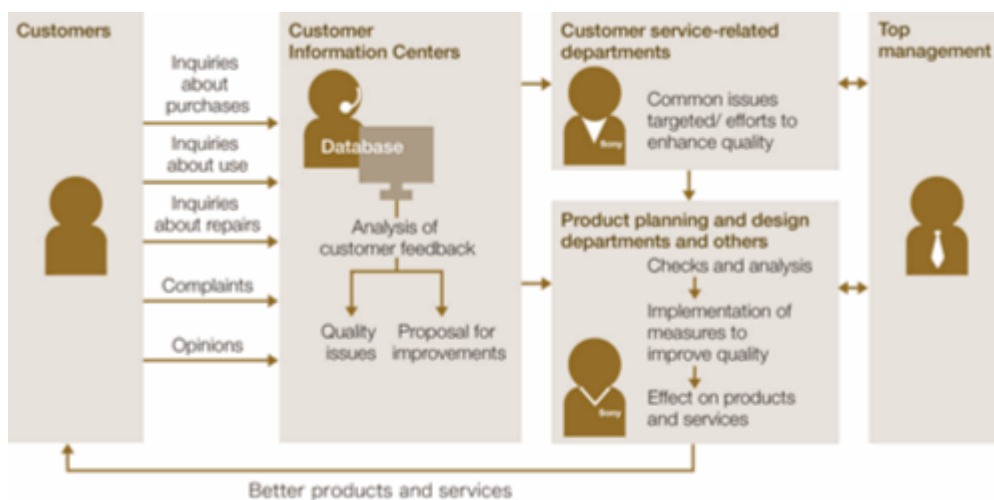 Customers
Inquiries
about
purchases
Inquiries
about use
Inquiries
about repairs
Complaints
Opinions
Customer
Information Centers
Database
Analysis of
customer feedback
Quality
issues
Proposal for
improvements
Customer service-related
departments
Common issues
targeted/ efforts to
enhance quality
Sony
Product planning and design
departments and others
Checks and analysis
Implementation of
measures to
improve quality
Effect on products
and services
Sony
Top
management
Better products and services